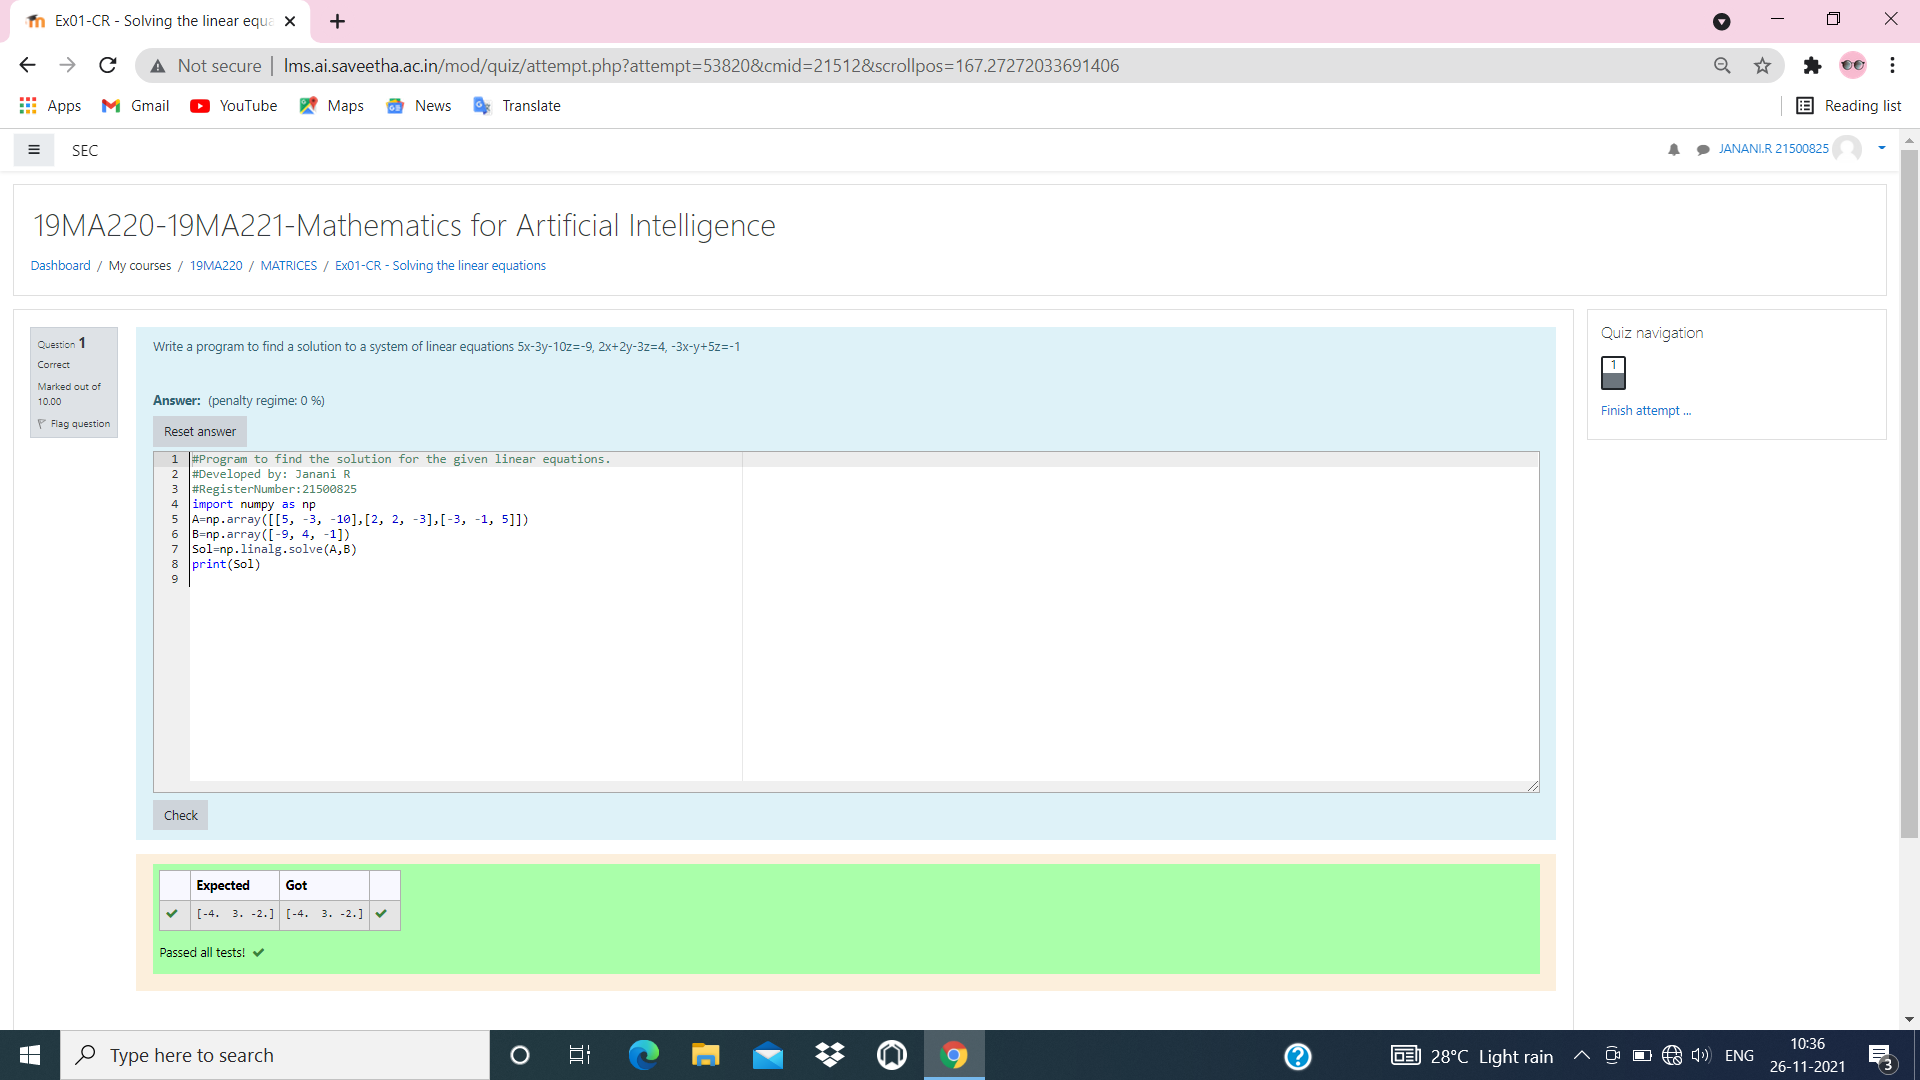 Ex01-CR - Solving the linear equa
Not secure | lms.ai.saveetha.ac.in/mod/quiz/attempt.php?attempt=53820&cmid=21512&scrollpos=167.27272033691406
Apps Gmail YouTube Maps News Translate Reading list
SEC JANANI.R 21500825
19MA220-19MA221-Mathematics for Artificial Intelligence
Dashboard / My courses / 19MA220 / MATRICES / Ex01-CR - Solving the linear equations
Question 1
Correct
Marked out of
10.00
Flag question
Write a program to find a solution to a system of linear equations 5x-3y-10z=-9, 2x+2y-3z=4, -3x-y+5z=-1
Answer: (penalty regime: 0 %)
Reset answer
1 #Program to find the solution for the given linear equations.
2 #Developed by: Janani R
3 #RegisterNumber:21500825
4 import numpy as np
5 A=np.array([[5, -3, -10],[2, 2, -3],[-3, -1, 5]])
6 B=np.array([-9, 4, -1])
7 Sol=np.linalg.solve(A,B)
8 print(Sol)
9
Check
Expected Got
[-4.  3. -2.] [-4.  3. -2.]
Passed all tests!
Quiz navigation
1
Finish attempt ...
Type here to search
28°C Light rain
ENG
10:36
26-11-2021
3